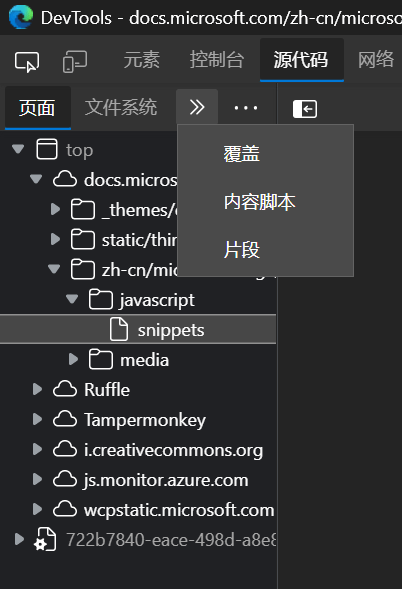 DevTools - docs.microsoft.com/zh-cn/microso
元素 控制台 源代码 网络
页面 文件系统
覆盖
内容脚本
片段
top
docs.micros
_themes/
static/thir
zh-cn/mi
javascript
snippets
media
Ruffle
Tampermonkey
i.creativecommons.org
js.monitor.azure.com
wcpstatic.microsoft.com
722b7840-eace-498d-a8e8